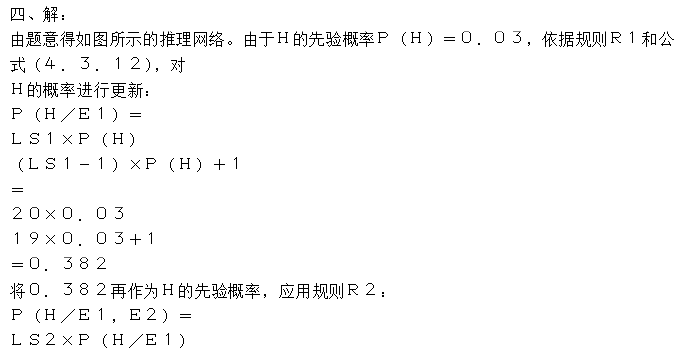 四、解:
由题意得如图所示的推理网络。由于H的先验概率P(H)=0.03,依据规则R1和公
式(4.3.12),对
H的概率进行更新:
P(H/E1)=
LS1×P(H)
(LS1-1)×P(H)+1
=
20×0.03
19×0.03+1
=0.382
将0.382再作为H的先验概率,应用规则R2:
P(H/E1,E2)=
LS2×P(H/E1)